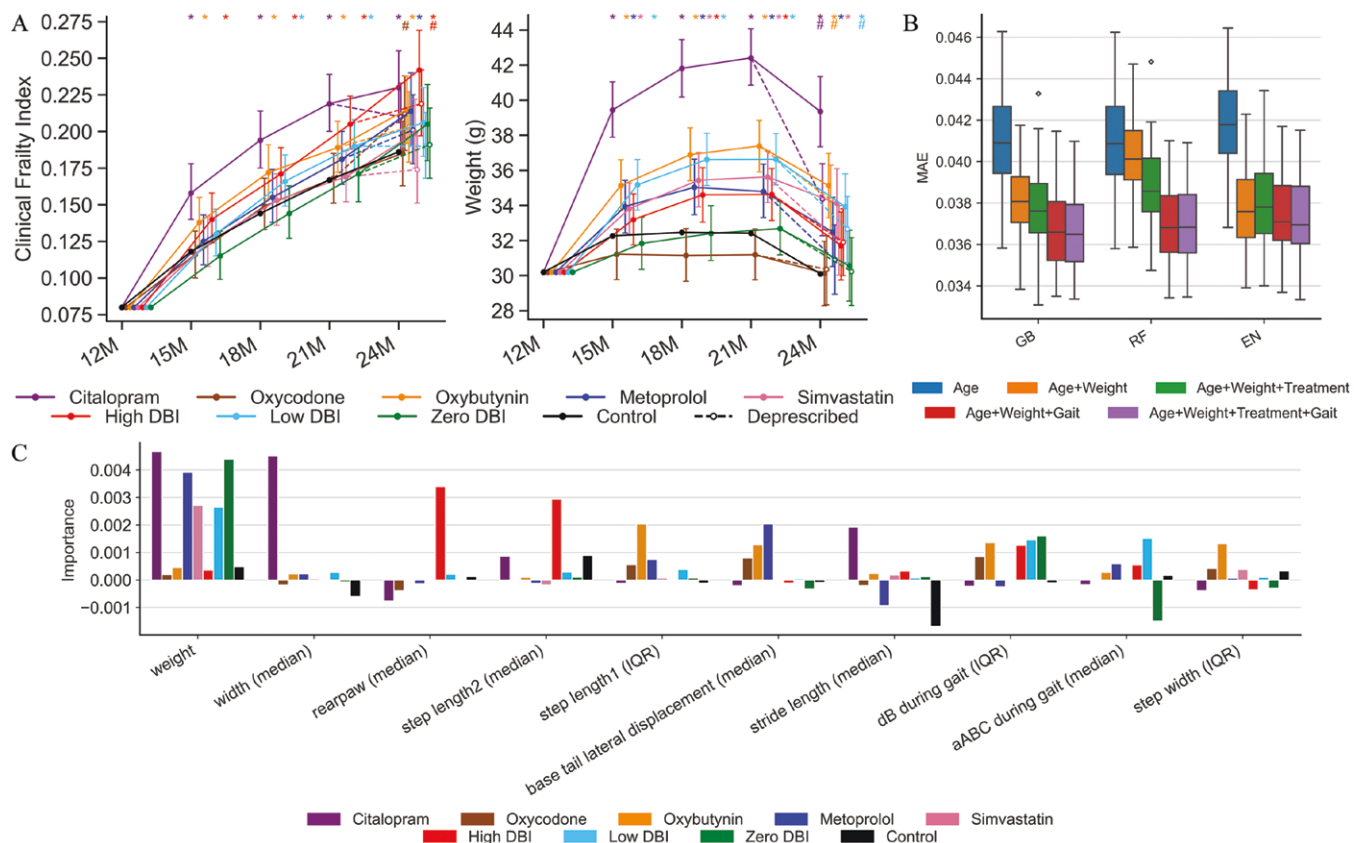 A
Clinical Frailty Index
0.275
0.250
0.225
0.200
0.175
0.150
0.125
0.100
0.075
* * * * * * * * * * * * * * *
# #
12M 15M 18M 21M 24M
Weight (g)
44
42
40
38
36
34
32
30
28
# # #
12M 15M 18M 21M 24M
Citalopram Oxycodone Oxybutynin Metoprolol Simvastatin
High DBI Low DBI Zero DBI Control Deprescribed
B
MAE
0.046
0.044
0.042
0.040
0.038
0.036
0.034
GB RF EN
Age Age+Weight Age+Weight+Treatment
Age+Weight+Gait Age+Weight+Treatment+Gait
C
Importance
0.004
0.003
0.002
0.001
0.000
−0.001
weight
width (median)
rearpaw (median)
step length2 (median)
step length1 (IQR)
base tail lateral displacement (median)
stride length (median)
dB during gait (IQR)
aABC during gait (median)
step width (IQR)
Citalopram Oxycodone Oxybutynin Metoprolol Simvastatin
High DBI Low DBI Zero DBI Control